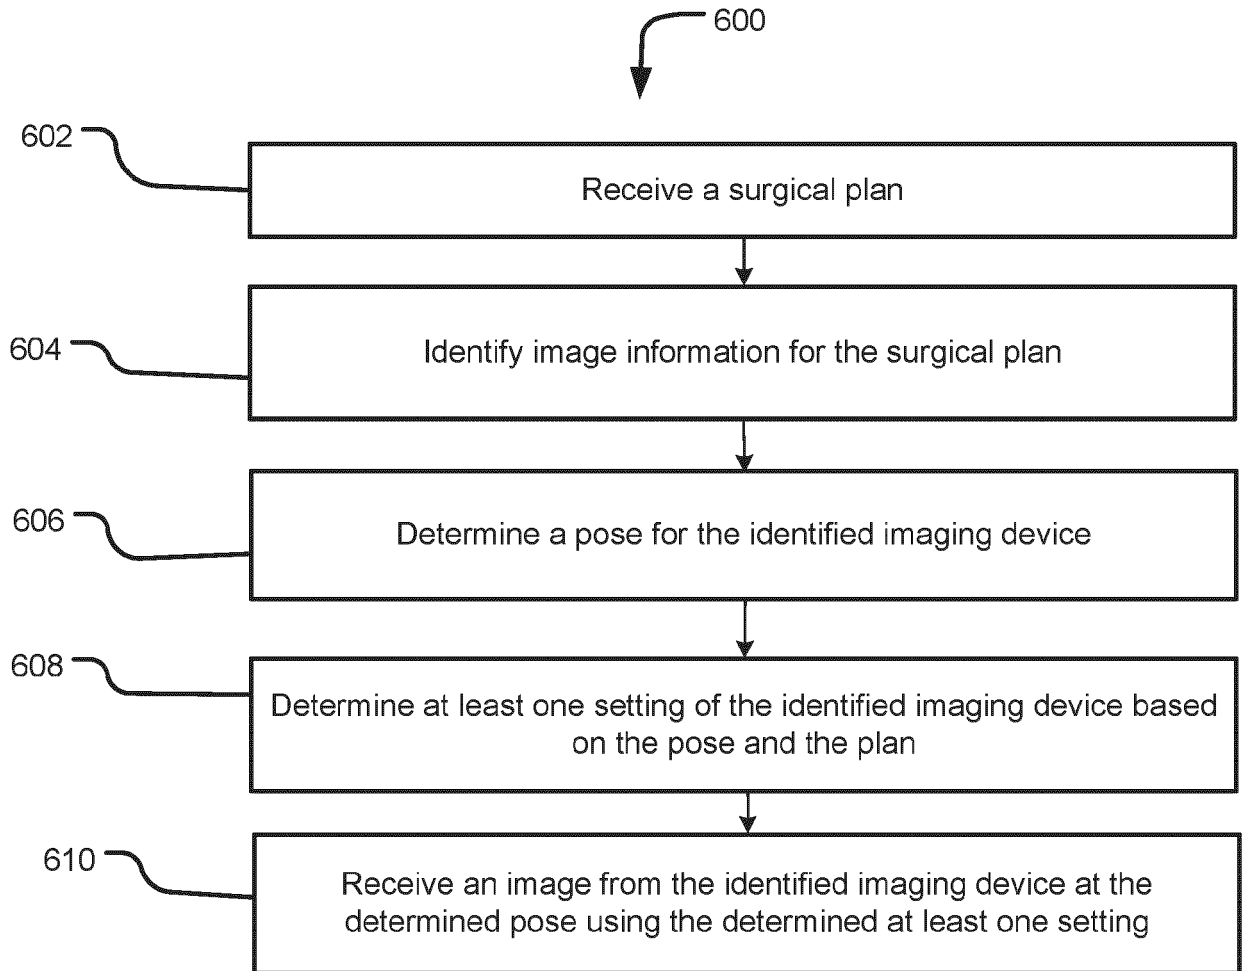 600
602
Receive a surgical plan
604
Identify image information for the surgical plan
606
Determine a pose for the identified imaging device
608
Determine at least one setting of the identified imaging device based
on the pose and the plan
610
Receive an image from the identified imaging device at the
determined pose using the determined at least one setting